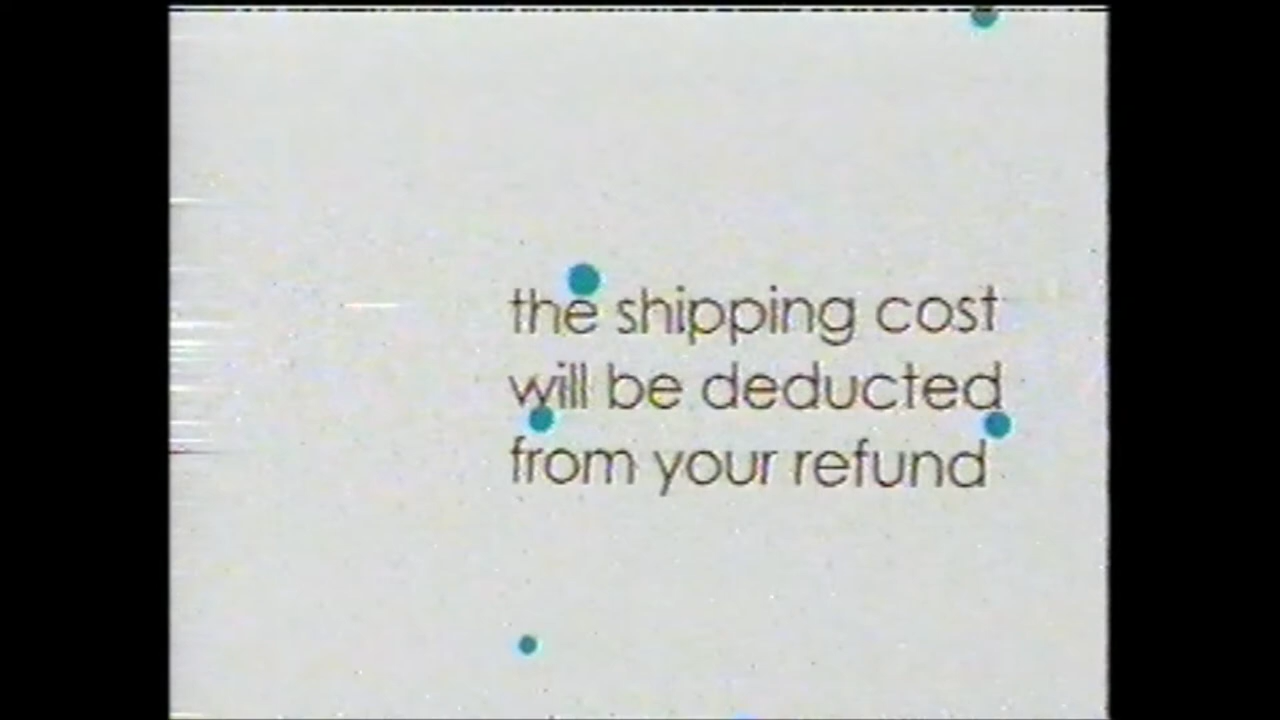 the shipping cost
will be deducted
from your refund